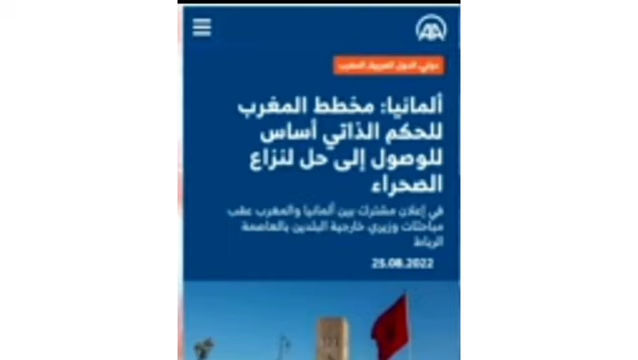 AA
دولي، الدول العربية، المغرب
ألمانيا: مخطط المغرب
للحكم الذاتي أساس
للوصول إلى حل لنزاع
الصحراء
في إعلان مشترك بين ألمانيا والمغرب عقب
مباحثات وزيري خارجية البلدين بالعاصمة
الرباط
25.08.2022